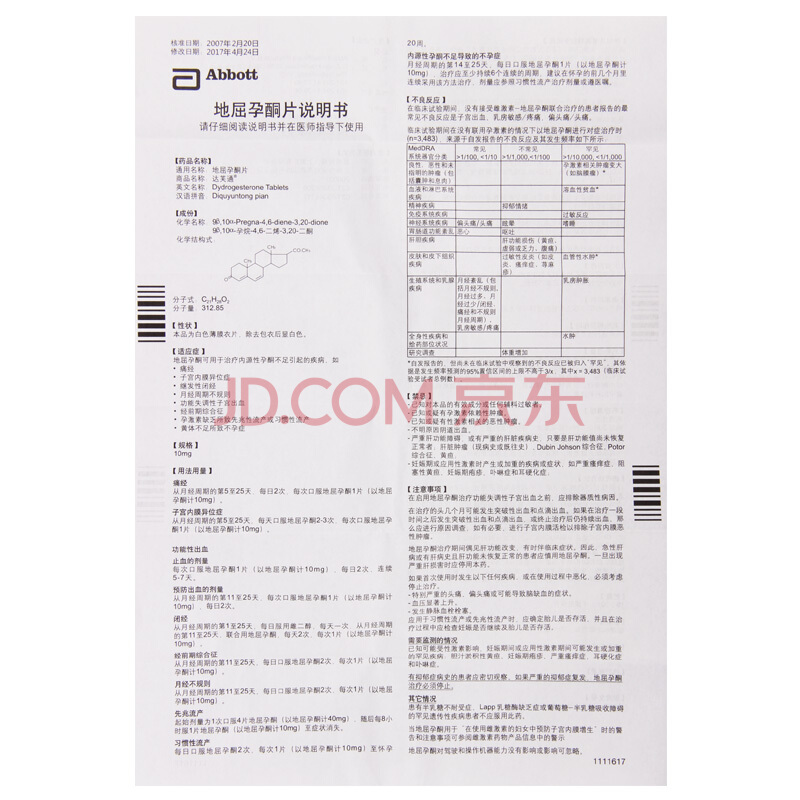 核准日期：2007年2月20日
修改日期：2017年4月24日
Abbott
地屈孕酮片说明书
请仔细阅读说明书并在医师指导下使用
【药品名称】
通用名称：地屈孕酮片
商品名称：达芙通®
英文名称：Dydrogesterone Tablets
汉语拼音：Diquyuntong pian
【成份】
化学名称：9β,10α-Pregna-4,6-diene-3,20-dione
9β,10α-孕烷-4,6-二烯-3,20-二酮
化学结构式：
分子式：C₂₁H₂₈O₂
分子量：312.85
【性状】
本品为白色薄膜衣片，除去包衣后显白色。
【适应症】
地屈孕酮可用于治疗内源性孕酮不足引起的疾病，如
• 痛经
• 子宫内膜异位症
• 继发性闭经
• 月经周期不规则
• 功能失调性子宫出血
• 经前期综合征
• 孕激素缺乏所致先兆性流产或习惯性流产
• 黄体不足所致不孕症
【规格】
10mg
【用法用量】
痛经
从月经周期的第5至25天，每日2次，每次口服地屈孕酮1片（以地屈孕酮计10mg）。
子宫内膜异位症
从月经周期的第5至25天，每日口服地屈孕酮2-3次，每次口服地屈孕酮1片（以地屈孕酮计10mg）。
功能性出血
止血的剂量
每次口服地屈孕酮1片（以地屈孕酮计10mg），每日2次，连续5-7天。
预防出血的剂量
从月经周期的第11至25天，每次口服地屈孕酮1片（以地屈孕酮计10mg），每日2次。
闭经
从月经周期的第1至25天，每日服用雌二醇，每天一次，从月经周期的第11至25天，联合用地屈孕酮，每天2次，每次1片（以地屈孕酮计10mg）。
经前期综合征
从月经周期的第11至25天，每日口服地屈孕酮2次，每次1片（以地屈孕酮计10mg）。
月经不规则
从月经周期的第11至25天，每日口服地屈孕酮2次，每次1片（以地屈孕酮计10mg）。
先兆流产
起始剂量为1次口服4片地屈孕酮（以地屈孕酮计40mg），随后每8小时服1片地屈孕酮（以地屈孕酮计10mg）至症状消失。
习惯性流产
每日口服地屈孕酮2次，每次1片（以地屈孕酮计10mg）至怀孕
20周。
内源性孕酮不足导致的不孕症
月经周期的第14至25天，每日口服地屈孕酮1片（以地屈孕酮计10mg），治疗应至少持续6个连续的周期，建议在怀孕的前几个月里连续采用该方法治疗，剂量应参照习惯性流产治疗剂量或遵医嘱。
【不良反应】
在临床试验期间，没有接受雌激素-地屈孕酮联合治疗的患者报告的最常见不良反应是子宫出血、乳房敏感/疼痛、偏头痛/头痛。
临床试验期间在没有联用孕激素的情况下以地屈孕酮进行对症治疗时(n=3,483)，来源于自发报告的不良反应及其发生频率如下所示：
MedDRA 系统器官分类 常见 >1/100, <1/10 不常见 >1/1,000,<1/100 罕见 >1/10,000, <1/1,000
良性、恶性和未指明的肿瘤（包括囊肿和息肉） 孕激素相关肿瘤变大（如脑膜瘤）*
血液和淋巴系统疾病 溶血性贫血*
精神疾病 抑郁情绪
免疫系统疾病 过敏反应
神经系统疾病 偏头痛/头痛 眩晕 嗜睡
胃肠道功能紊乱 恶心 呕吐
肝胆疾病 肝功能损伤（黄疸，虚弱或乏力，腹痛）
皮肤和皮下组织疾病 过敏性皮炎（如皮炎、瘙痒症、荨麻疹） 血管性水肿*
生殖系统和乳腺疾病 月经紊乱（包括月经不规则、月经过多、月经过少/闭经、痛经和不规则月经周期）、乳房敏感/疼痛 乳房肿胀
全身性疾病和给药部位状况 水肿
研究调查 体重增加
*自发报告的，但尚未在临床试验中观察到的不良反应已被归入"罕见"，其依据是发生频率预测的95%置信区间的上限不高于3/x，其中x=3,483（临床试验受试者总例数）
【禁忌】
- 已知对本品的有效成分或任何辅料过敏者。
- 已知或疑有孕激素依赖性肿瘤。
- 已知或疑有性激素相关的恶性肿瘤。
- 不明原因阴道出血。
- 严重肝功能障碍，或有严重的肝脏疾病史，只要是肝功能值尚未恢复正常者，肝脏肿瘤（现病史或既往史），Dubin Johnson综合征，Potor综合征，黄疸。
- 妊娠期或应用性激素时产生或加重的疾病或症状，如严重瘙痒症，阻塞性黄疸，妊娠期疱疹，卟啉症和耳硬化症。
【注意事项】
在启用地屈孕酮治疗功能失调性子宫出血之前，应排除器质性病因。
在治疗的头几个月可能发生突破性出血和点滴出血。如果在治疗一段时间之后发生突破性出血和点滴出血，或终止治疗后仍持续出血，那么应进行原因调查，如有必要，进行子宫内膜活检以排除子宫内膜恶性肿瘤。
地屈孕酮治疗期间偶见肝功能改变，有时伴临床症状。因此，急性肝病或有肝病史且肝功能未恢复正常的患者应慎用地屈孕酮。一旦出现严重肝损害时应停用本药。
如果首次使用时发生以下任何疾病，或在使用过程中恶化，必须考虑停止治疗。
- 特别严重的头痛、偏头痛或可能导致脑缺血的症状。
- 血压显著上升。
- 发生静脉血栓栓塞。
应用于习惯性流产或先兆性流产时，应确定胎儿是否存活，并且在治疗过程中应检查妊娠是否继续及胎儿是否存活。
需要监测的情况
已知可能受性激素影响、妊娠期间或应用性激素期间可能发生或加重的罕见疾病：胆汁淤积性黄疸、妊娠期疱疹、严重瘙痒症、耳硬化症和卟啉症。
有抑郁症病史的患者应密切观察，如果严重的抑郁症复发，地屈孕酮治疗必须停止。
其它情况
患有半乳糖不耐受症、Lapp乳糖酶缺乏症或葡萄糖-半乳糖吸收障碍的罕见遗传性疾病患者不应服用此药。
当地屈孕酮用于"在使用雌激素的妇女中预防子宫内膜增生"时的警告和注意事项可参阅雌激素药物产品信息中的警示
地屈孕酮对驾驶和操作机器能力没有影响或影响可忽略。
1111617
JD.COM 京东